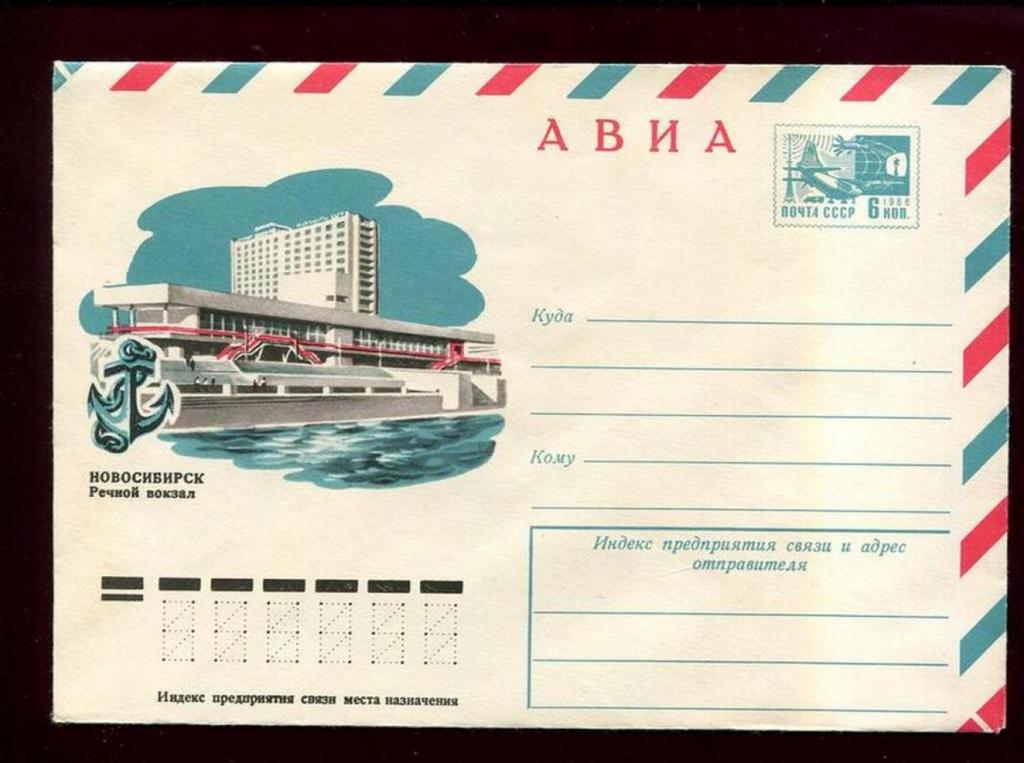 АВИА
1966
ПОЧТА СССР 6 КОП.
Куда
Кому
НОВОСИБИРСК
Речной вокзал
Индекс предприятия связи и адрес
отправителя
Индекс предприятия связи места назначения